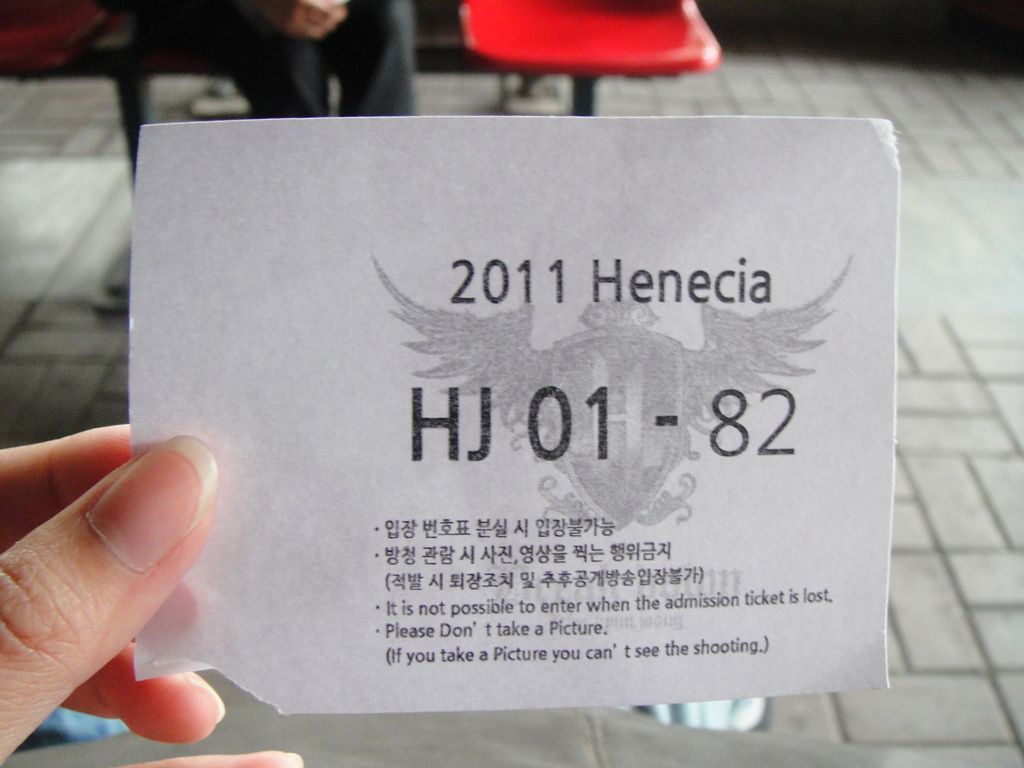 2011 Henecia
HJ 01 - 82
· 입장 번호표 분실 시 입장불가능
· 방청 관람 시 사진,영상을 찍는 행위금지
(적발 시 퇴장조치 및 추후공개방송입장불가)
· It is not possible to enter when the admission ticket is lost.
· Please Don't take a Picture.
(If you take a Picture you can't see the shooting.)